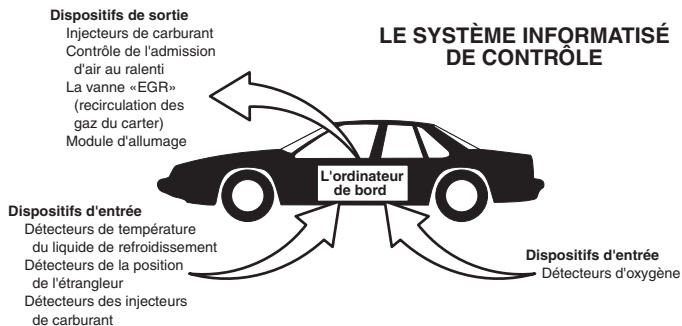 Dispositifs de sortie
Injecteurs de carburant
Contrôle de l'admission
d'air au ralenti
La vanne «EGR»
(recirculation des
gaz du carter)
Module d'allumage
LE SYSTÈME INFORMATISÉ
DE CONTRÔLE
L'ordinateur
de bord
Dispositifs d'entrée
Détecteurs de température
du liquide de refroidissement
Détecteurs de la position
de l'étrangleur
Détecteurs des injecteurs
de carburant
Dispositifs d'entrée
Détecteurs d'oxygène